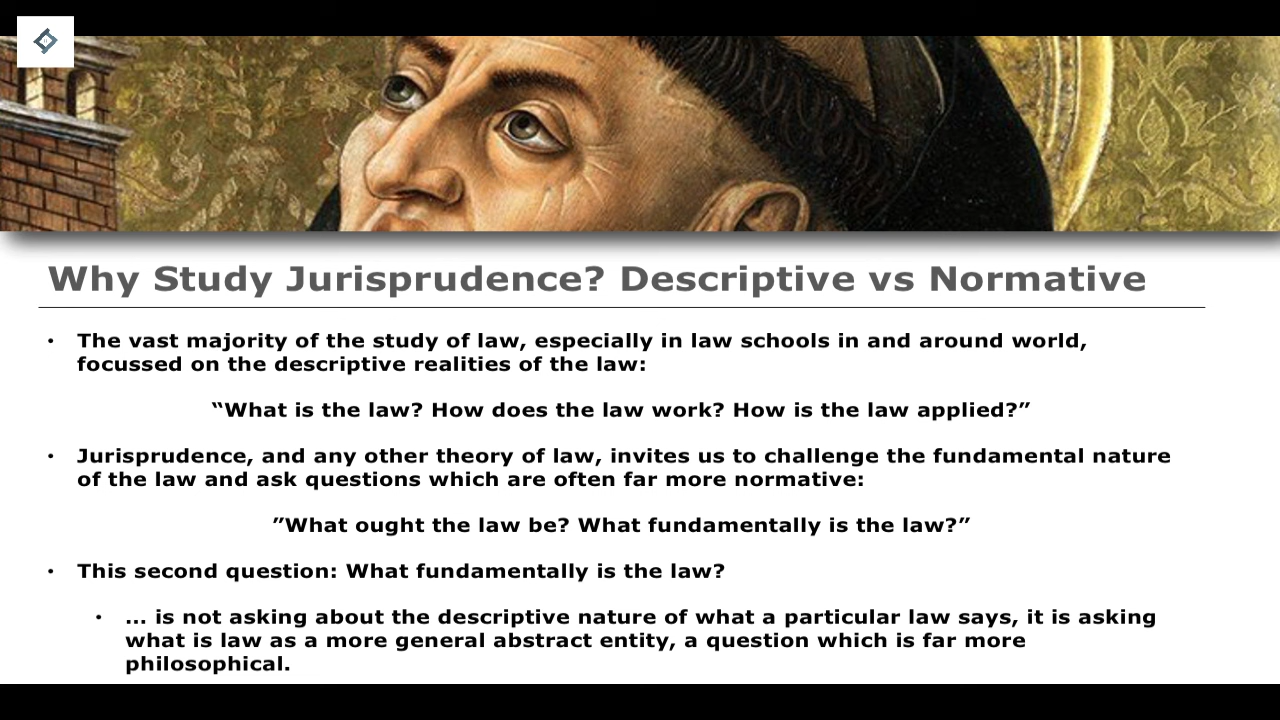 Why Study Jurisprudence? Descriptive vs Normative
• The vast majority of the study of law, especially in law schools in and around world,
focussed on the descriptive realities of the law:
“What is the law? How does the law work? How is the law applied?”
• Jurisprudence, and any other theory of law, invites us to challenge the fundamental nature
of the law and ask questions which are often far more normative:
”What ought the law be? What fundamentally is the law?”
• This second question: What fundamentally is the law?
• … is not asking about the descriptive nature of what a particular law says, it is asking
what is law as a more general abstract entity, a question which is far more
philosophical.